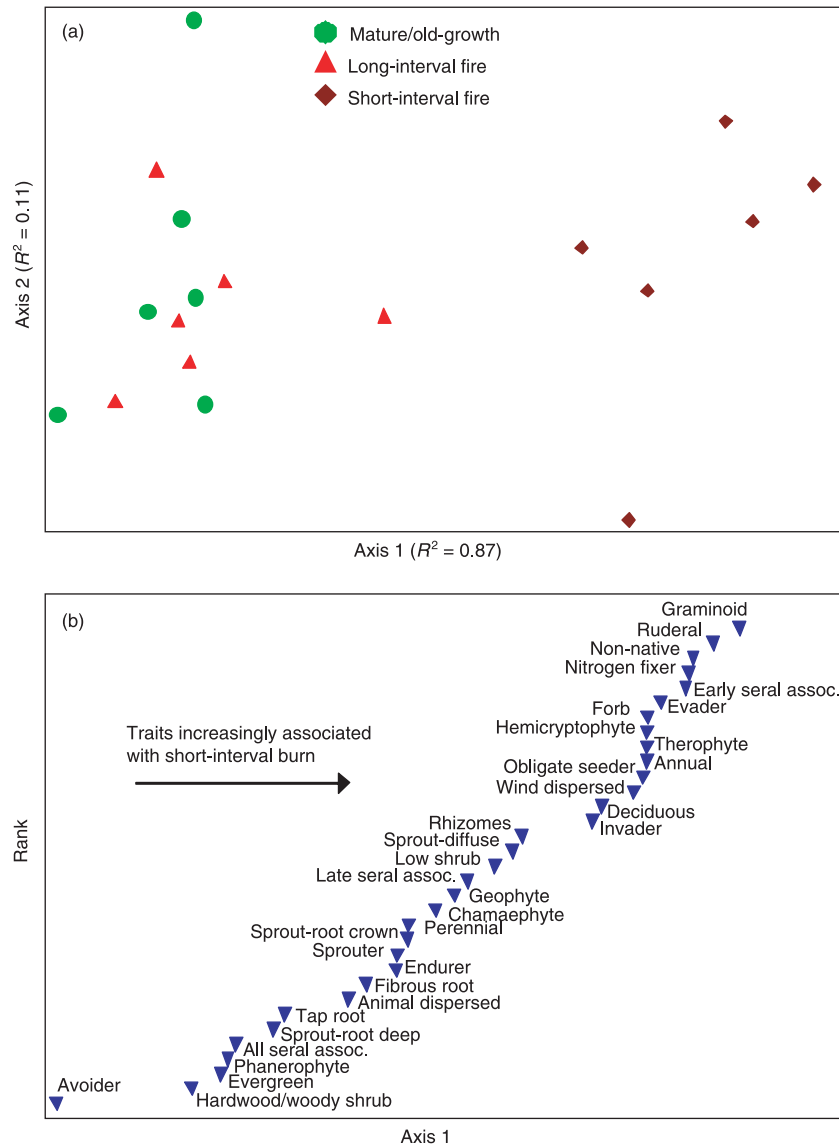 (a)
Mature/old-growth
Long-interval fire
Short-interval fire
Axis 2 (R² = 0.11)
Axis 1 (R² = 0.87)
(b)
Graminoid
Ruderal
Non-native
Nitrogen fixer
Early seral assoc.
Evader
Forb
Hemicryptophyte
Therophyte
Annual
Obligate seeder
Wind dispersed
Deciduous
Invader
Traits increasingly associated
with short-interval burn
Rhizomes
Sprout-diffuse
Low shrub
Late seral assoc.
Geophyte
Chamaephyte
Perennial
Sprout-root crown
Sprouter
Endurer
Fibrous root
Animal dispersed
Tap root
Sprout-root deep
All seral assoc.
Phanerophyte
Evergreen
Hardwood/woody shrub
Avoider
Rank
Axis 1